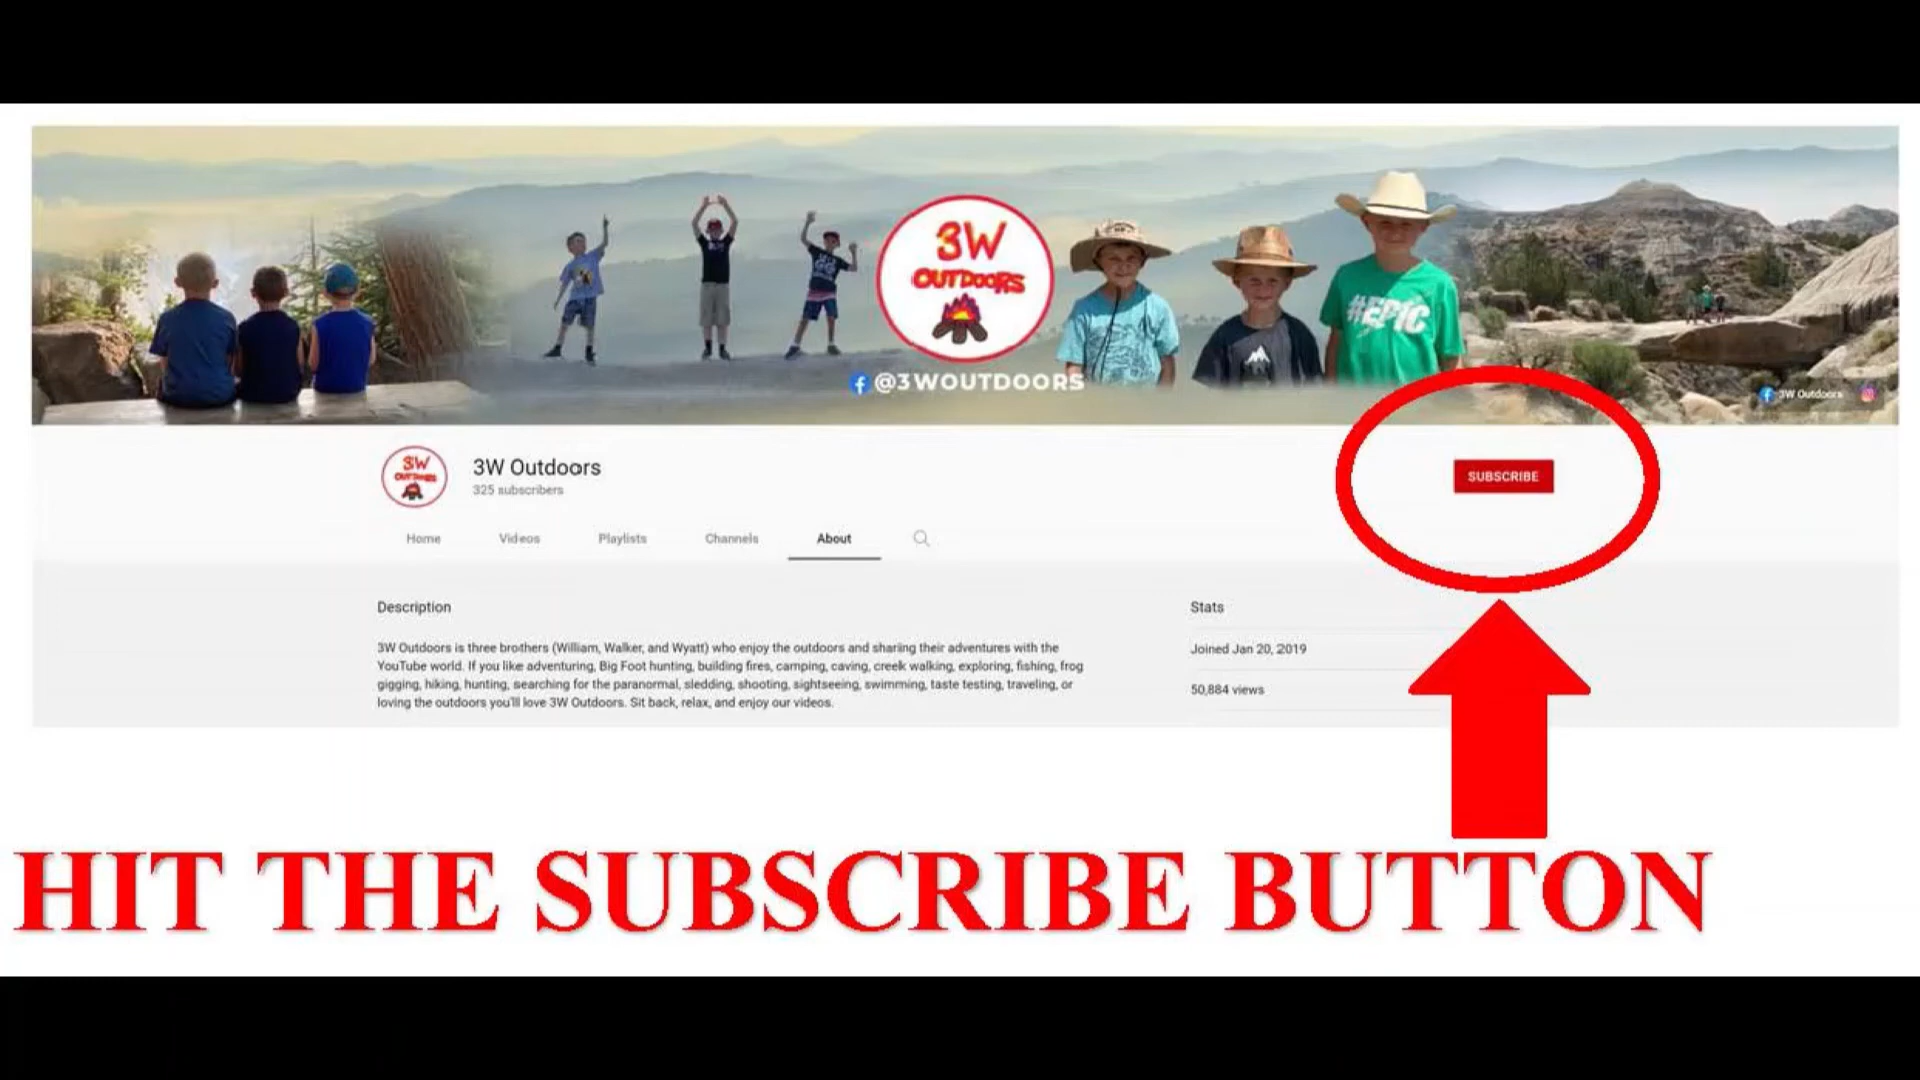 3W
OUTDOORS
#EPIC
@3WOUTDOORS
3W Outdoors
3W
OUTDOORS
3W Outdoors
325 subscribers
SUBSCRIBE
Home Videos Playlists Channels About
Description
3W Outdoors is three brothers (William, Walker, and Wyatt) who enjoy the outdoors and sharing their adventures with the
YouTube world. If you like adventuring, Big Foot hunting, building fires, camping, caving, creek walking, exploring, fishing, frog
gigging, hiking, hunting, searching for the paranormal, sledding, shooting, sightseeing, swimming, taste testing, traveling, or
loving the outdoors you'll love 3W Outdoors. Sit back, relax, and enjoy our videos.
Stats
Joined Jan 20, 2019
50,884 views
HIT THE SUBSCRIBE BUTTON